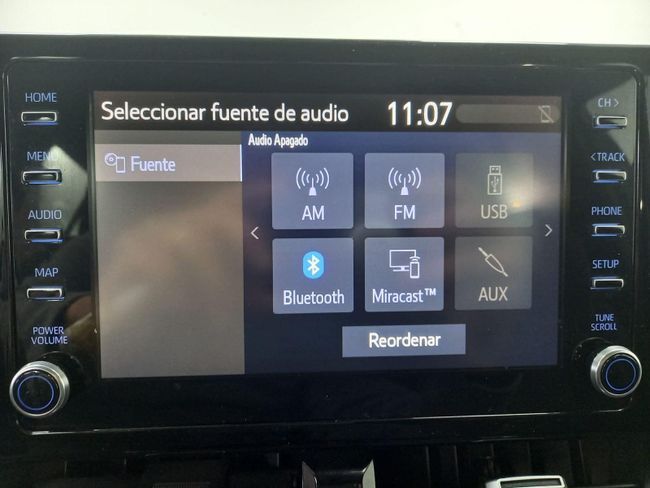 HOME
MENU
AUDIO
MAP
POWER
VOLUME
Seleccionar fuente de audio 11:07
Fuente
Audio Apagado
AM
FM
USB
Bluetooth
Miracast™
AUX
Reordenar
CH >
< TRACK
PHONE
SETUP
TUNE
SCROLL